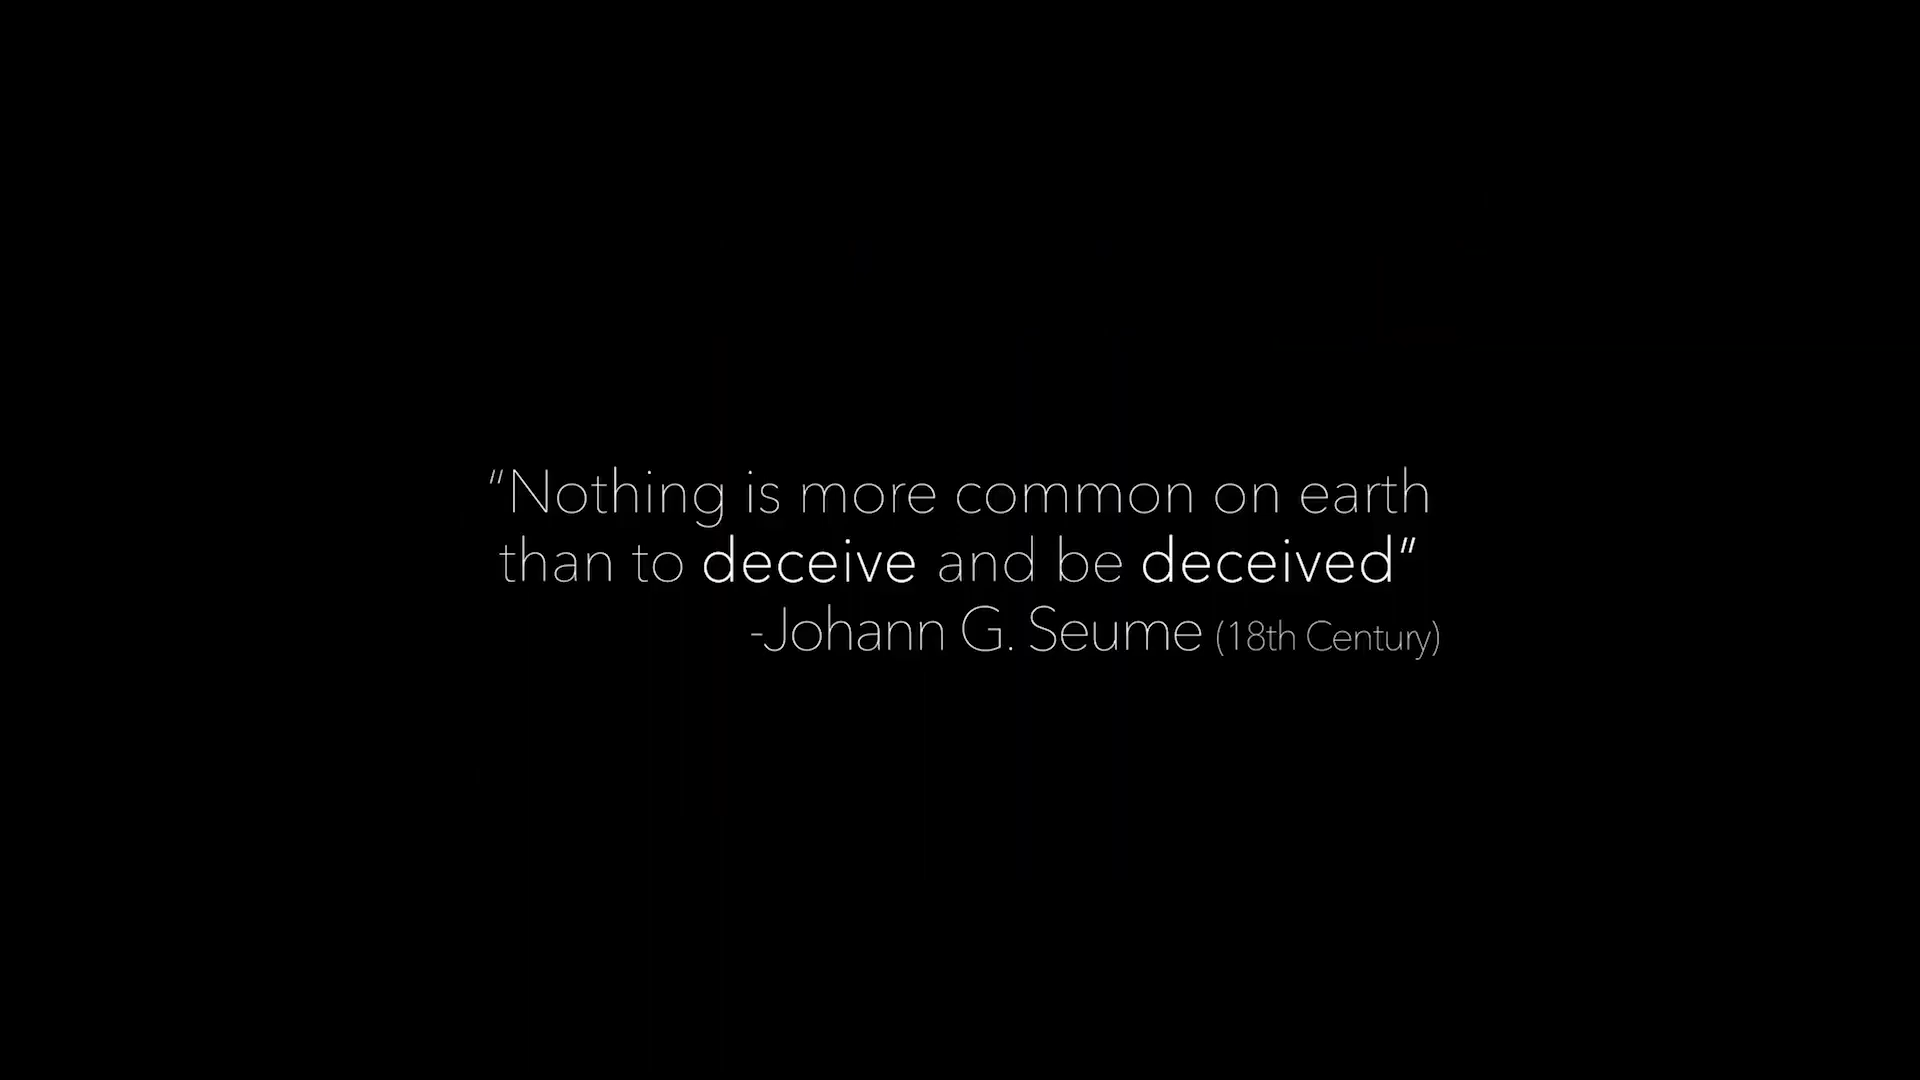 “Nothing is more common on earth
than to deceive and be deceived”
-Johann G. Seume (18th Century)